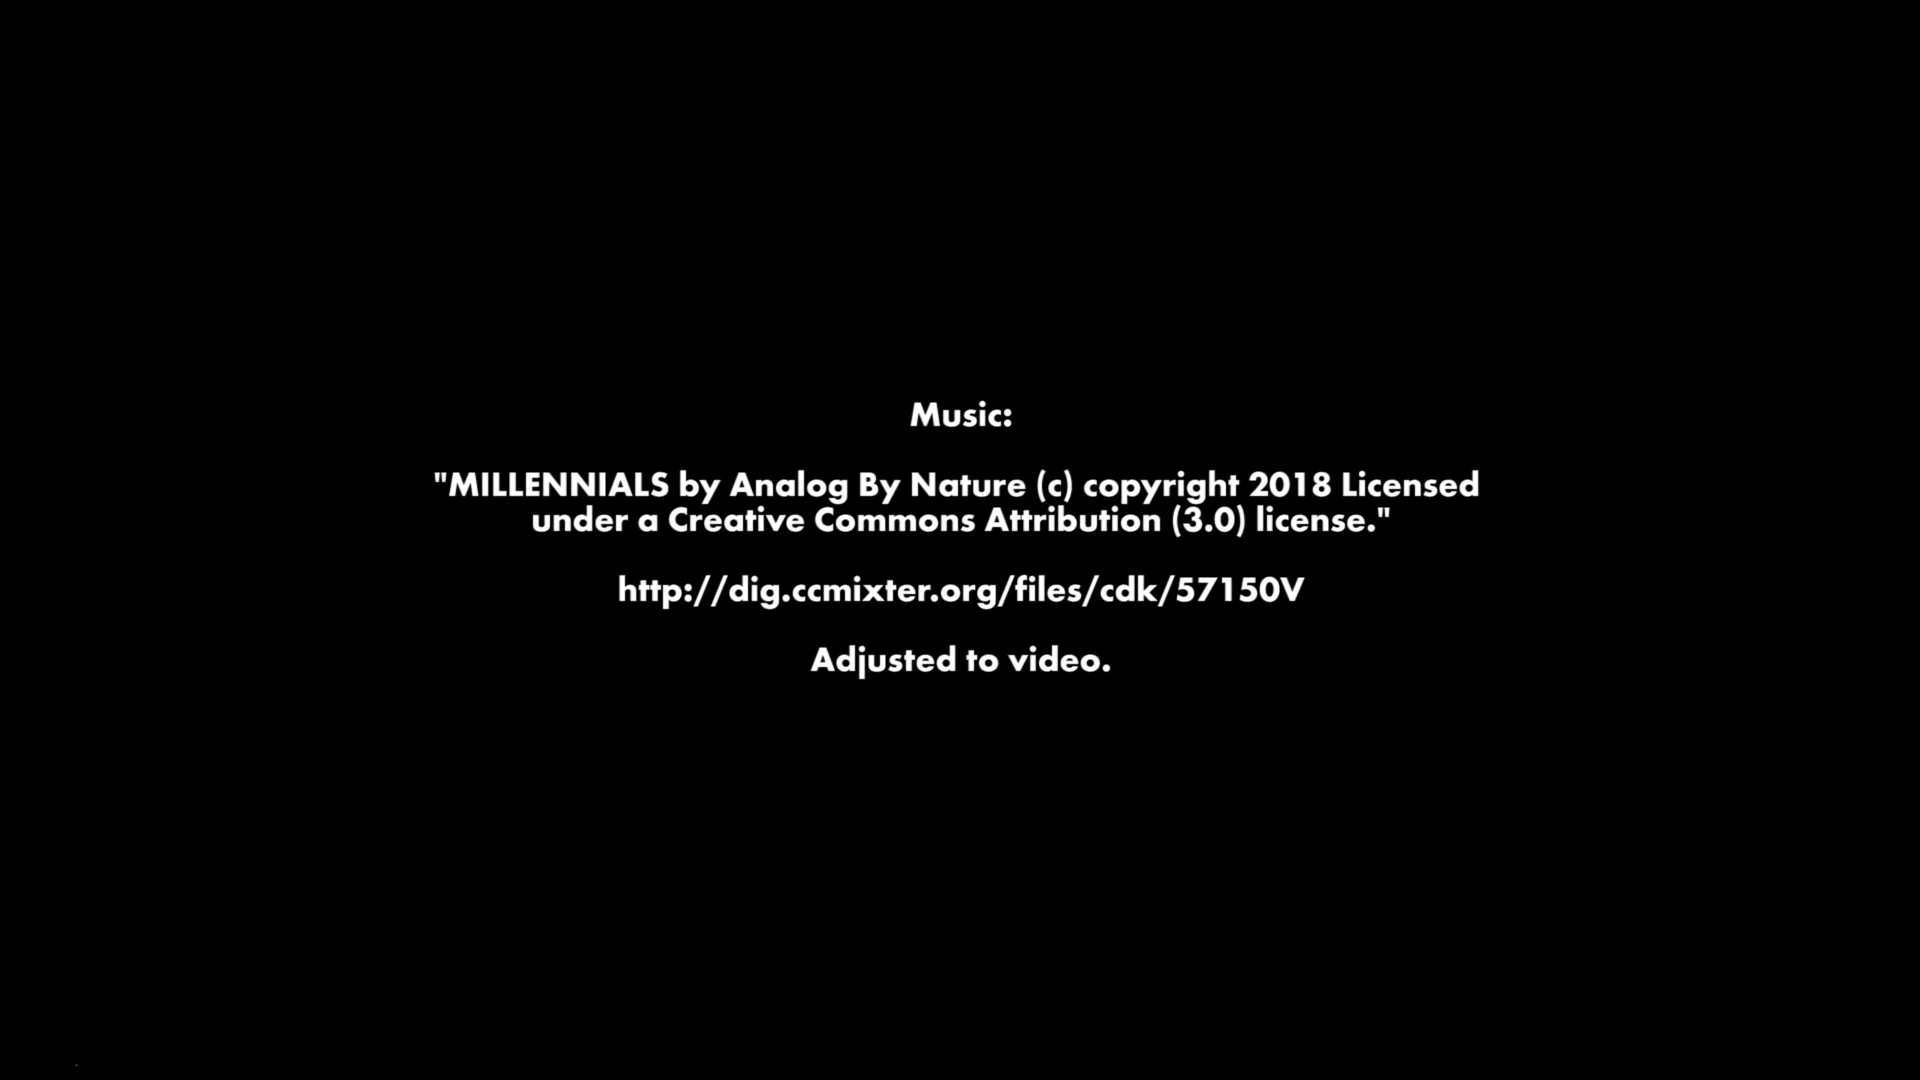 Music:
"MILLENNIALS by Analog By Nature (c) copyright 2018 Licensed
under a Creative Commons Attribution (3.0) license."
http://dig.ccmixter.org/files/cdk/57150V
Adjusted to video.